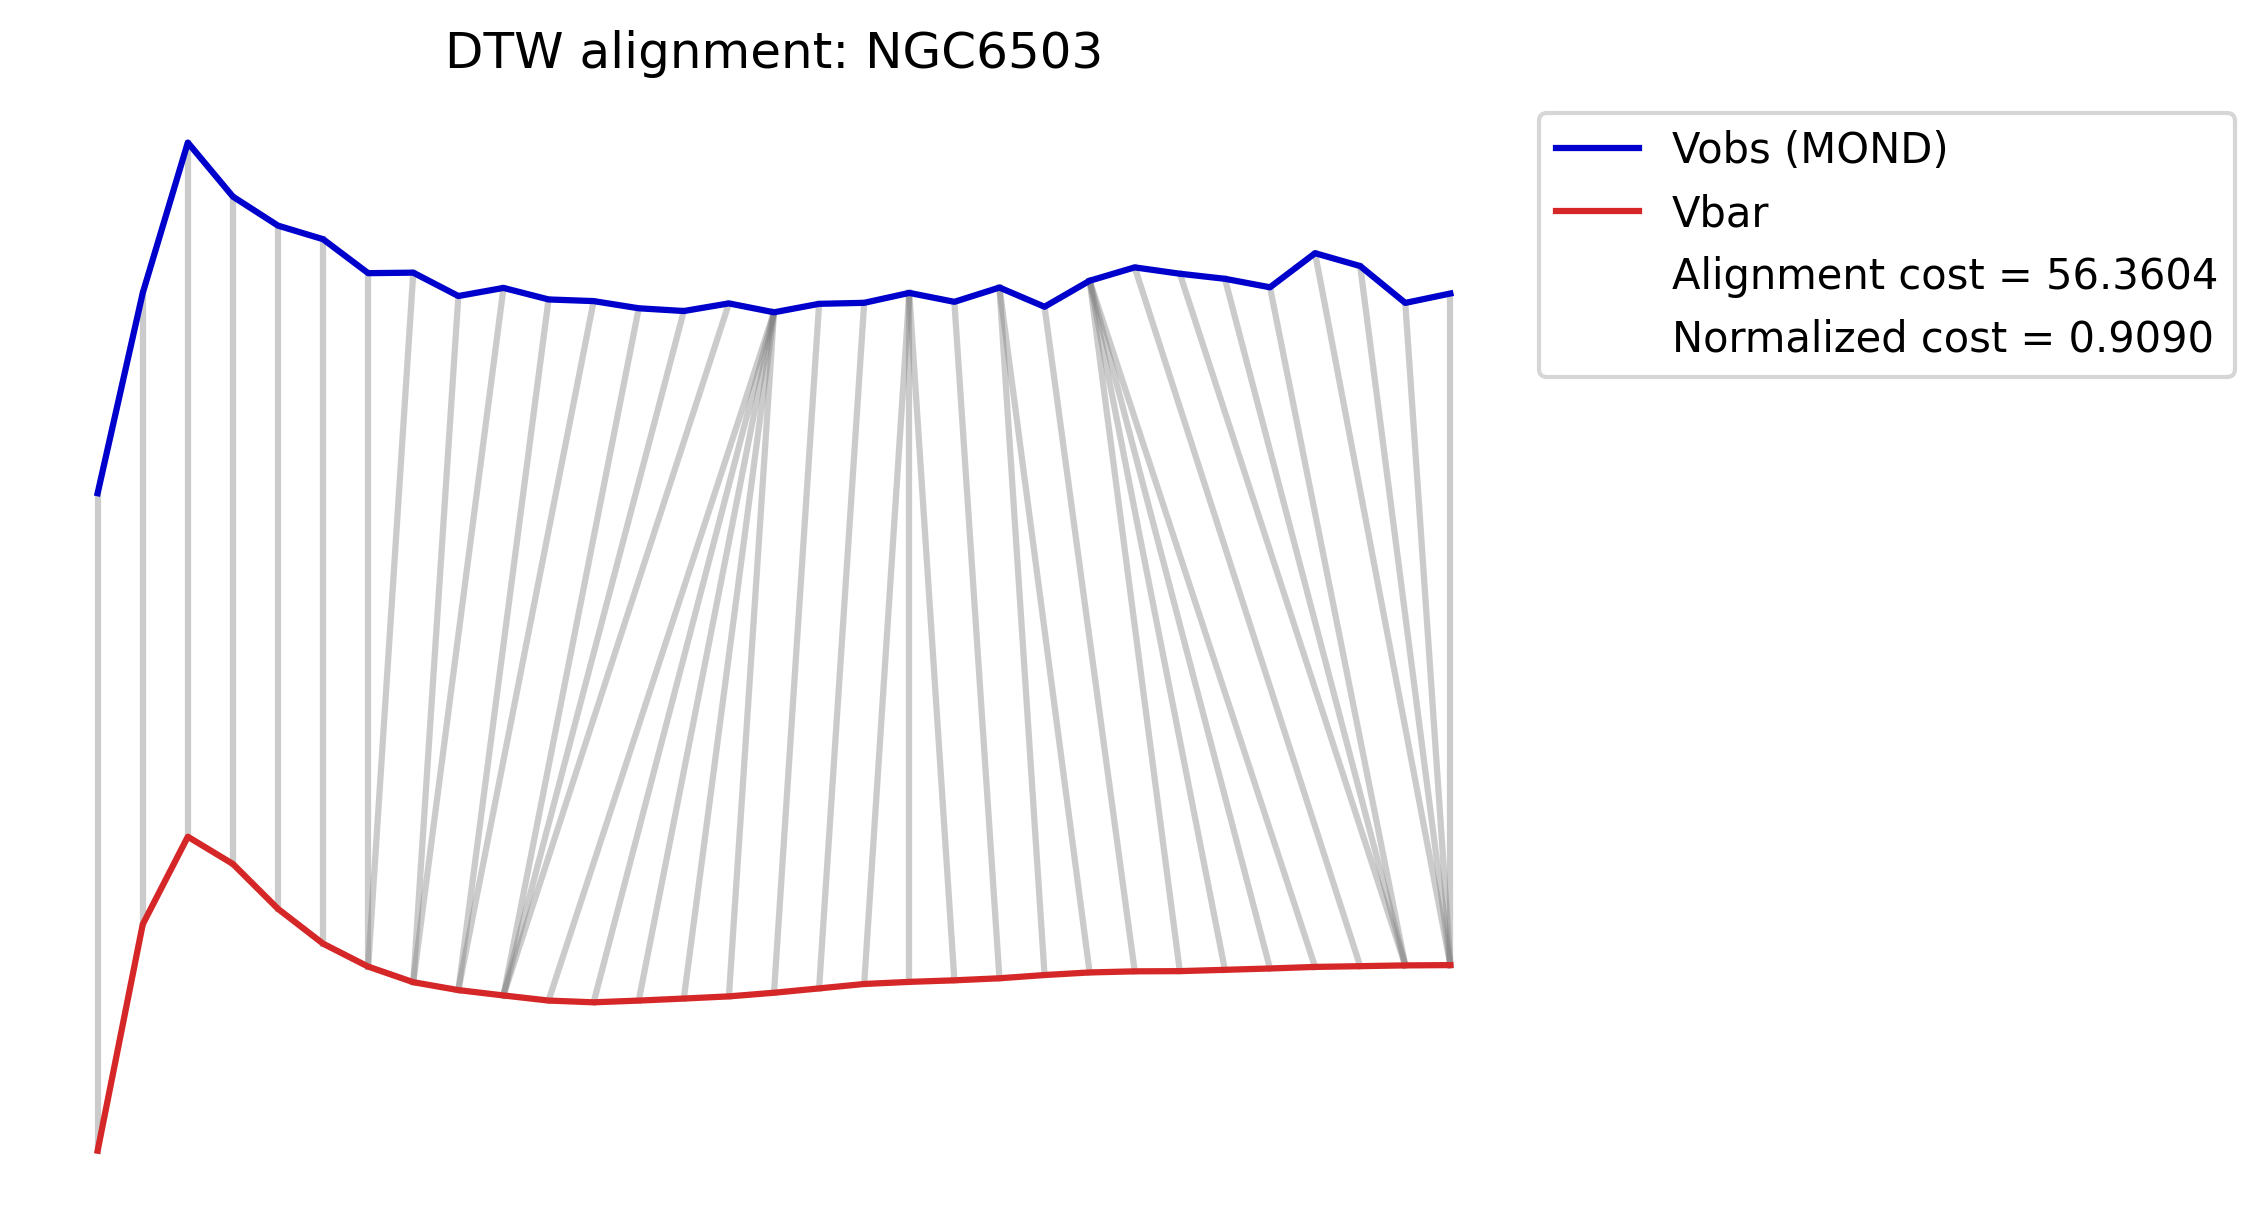 DTW alignment: NGC6503
Vobs (MOND)
Vbar
Alignment cost = 56.3604
Normalized cost = 0.9090